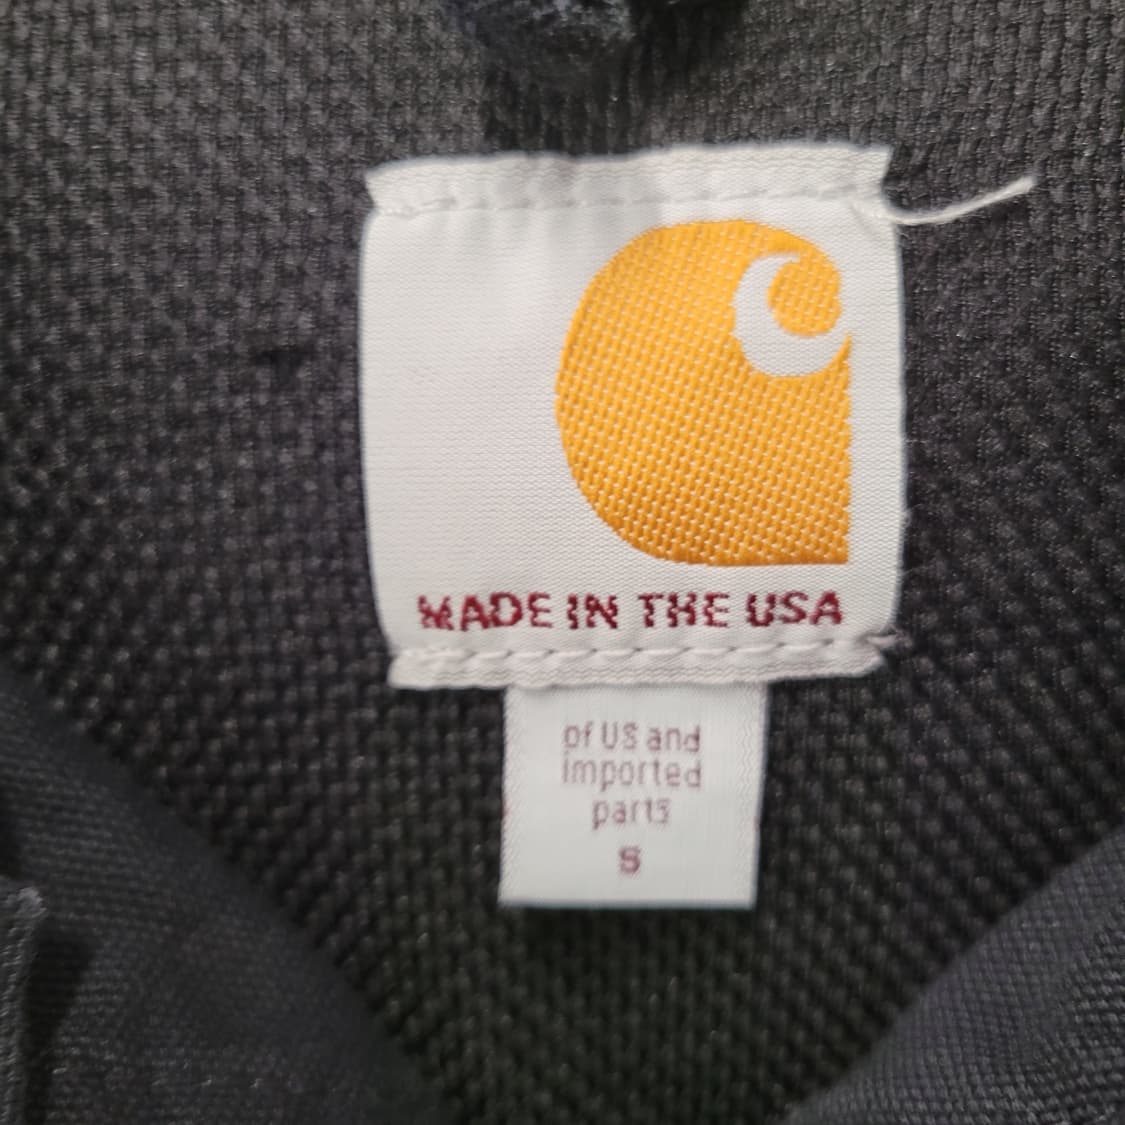 MADE IN THE USA
of US and
imported
parts
S